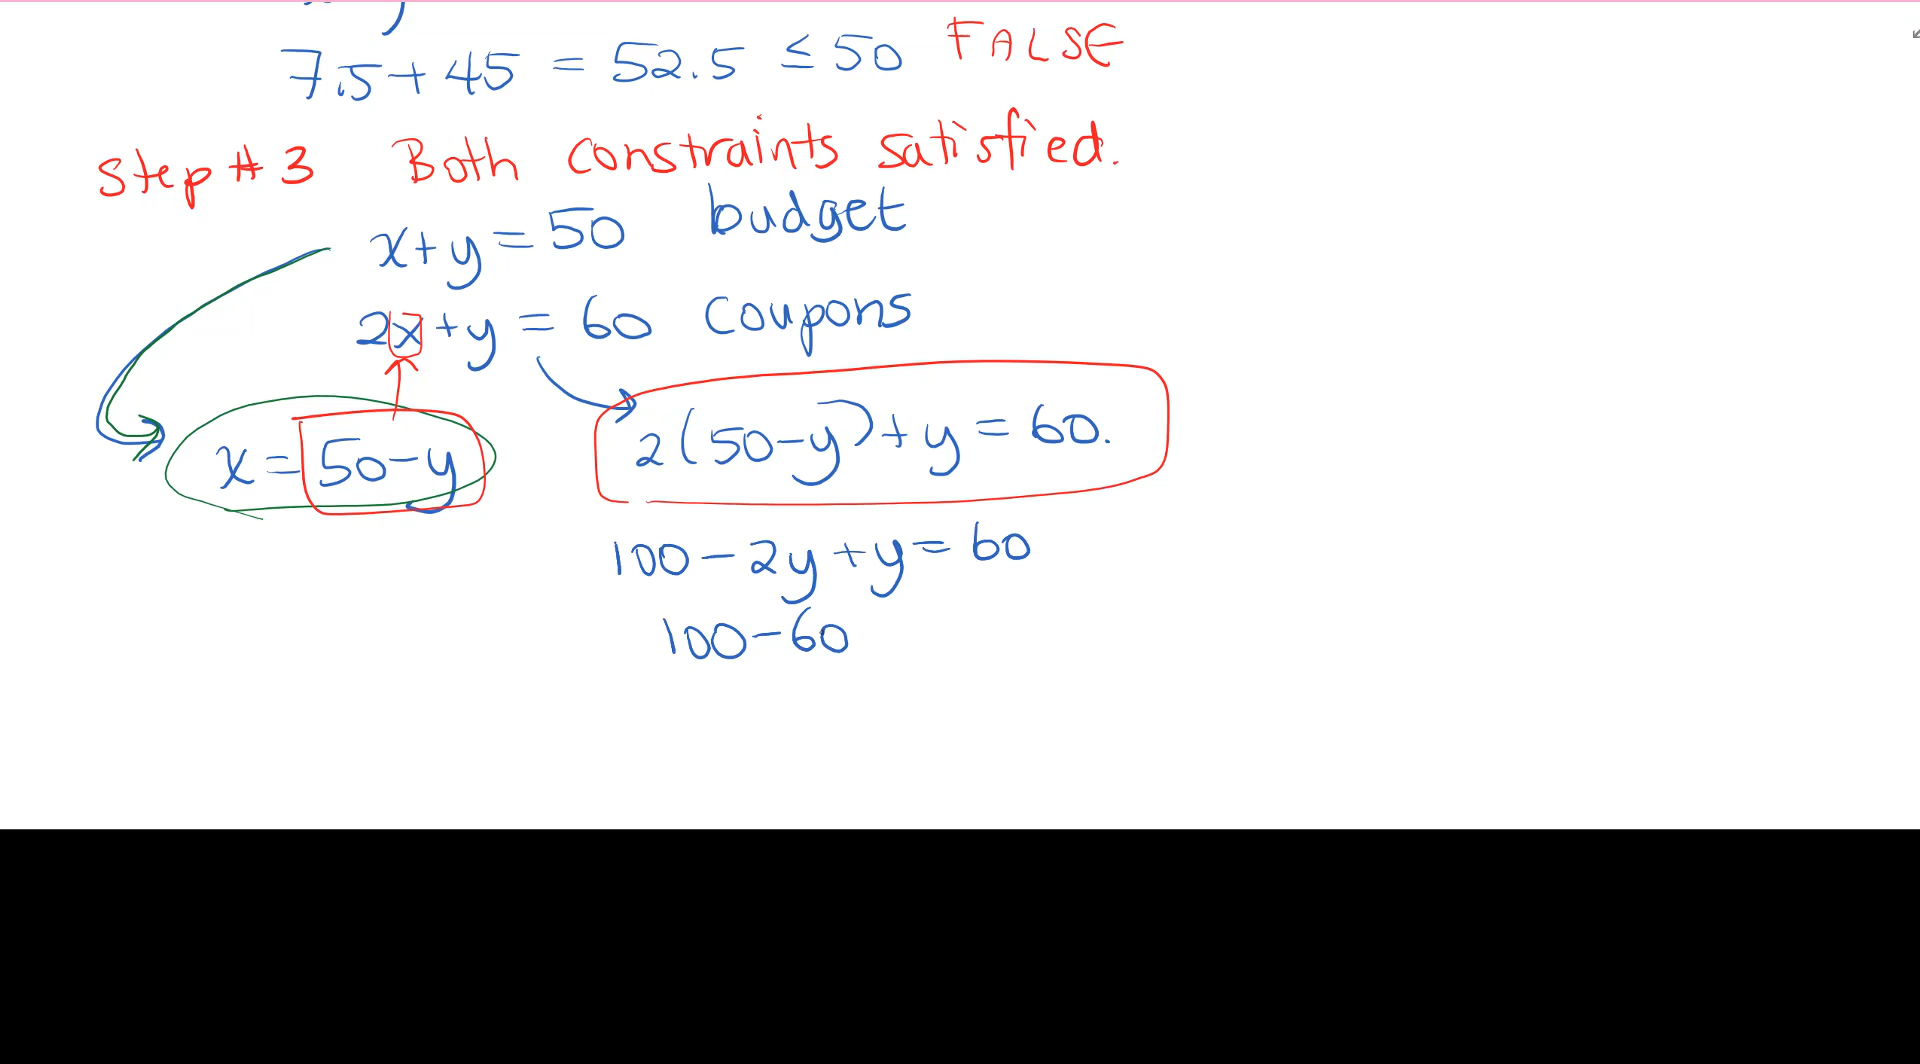 7.5 + 45 = 52.5 ≤ 50 FALSE
Step # 3 Both constraints satisfied.
x + y = 50 budget
2x + y = 60 coupons
x = 50 - y
2(50 - y) + y = 60.
100 - 2y + y = 60
100 - 60